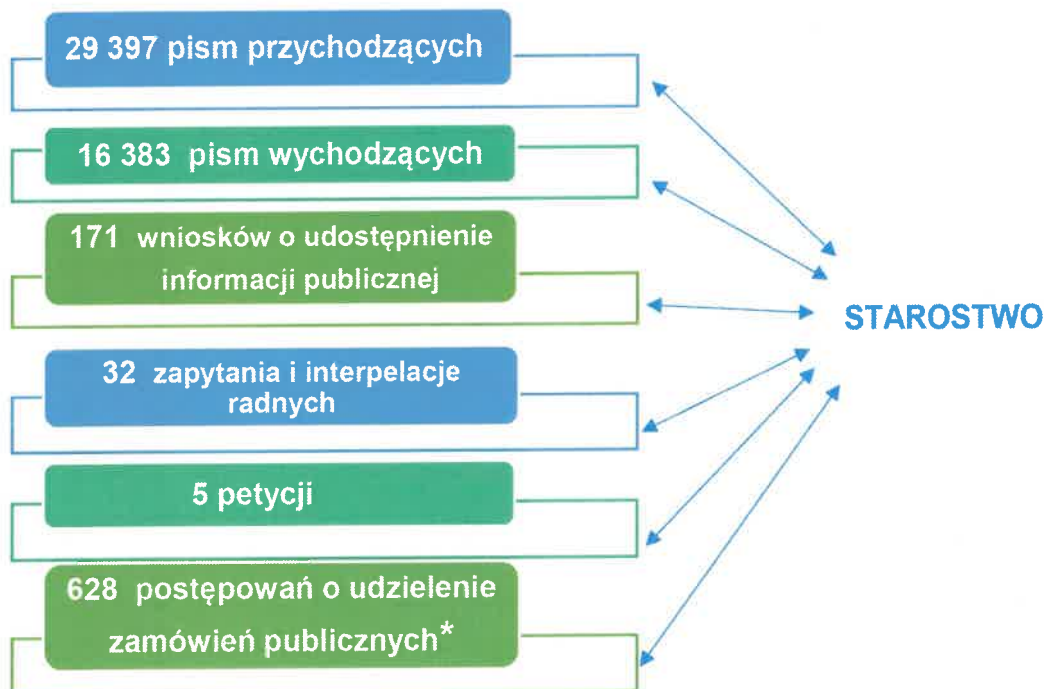 29 397 pism przychodzących
16 383 pism wychodzących
171 wniosków o udostępnienie
informacji publicznej
STAROSTWO
32 zapytania i interpelacje
radnych
5 petycji
628 postępowań o udzielenie
zamówień publicznych*